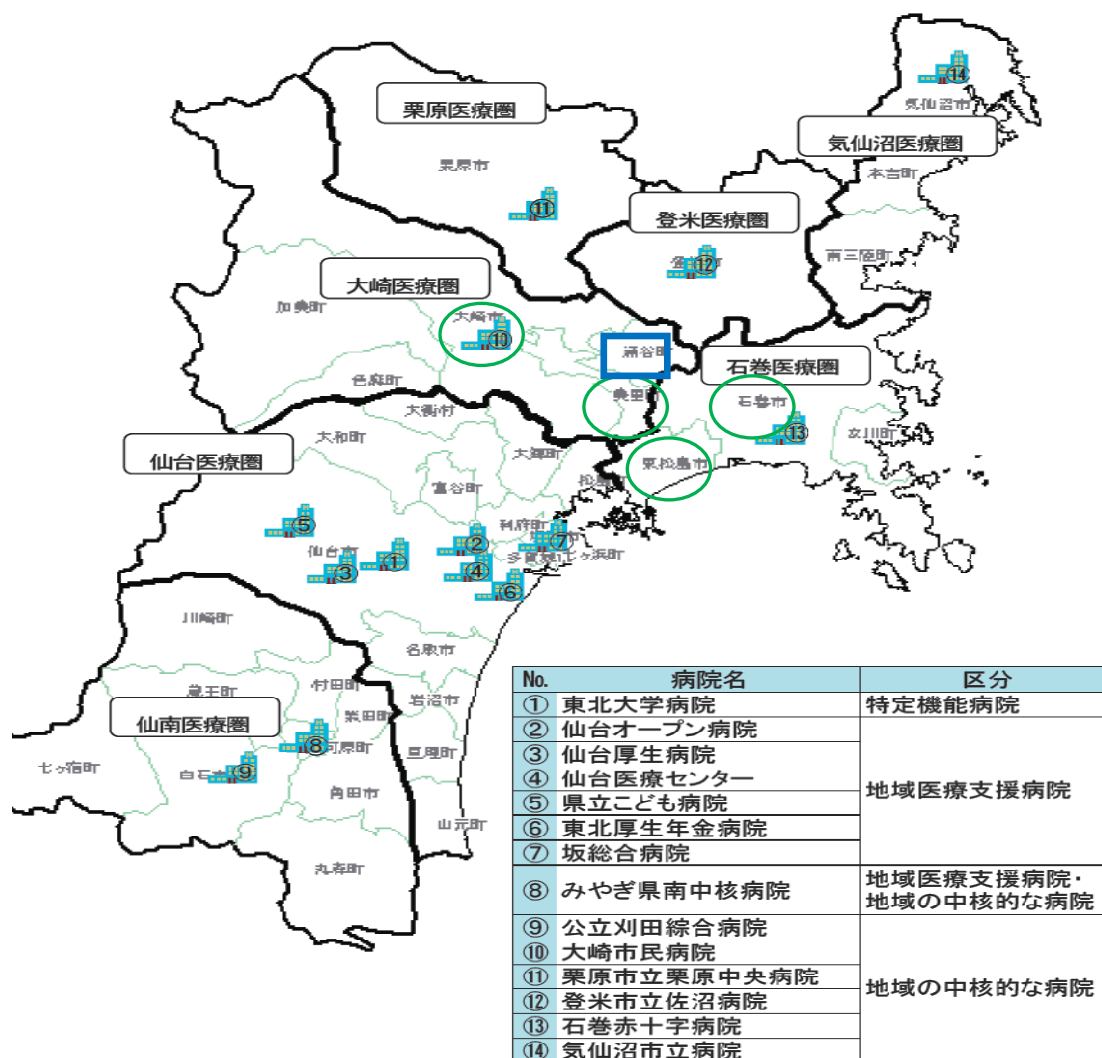 ⑭
栗原医療圏
気仙沼市
気仙沼医療圏
栗原市
本吉町
⑪
登米医療圏
⑫
南三陸町
大崎医療圏
加美町
大崎市
⑩
涌谷町
石巻医療圏
色麻町
美里町
石巻市
大衡村
⑬
女川町
仙台医療圏
大和町
大郷町
東松島市
富谷町
松島町
⑤
利府町
②
⑦
仙台市
①
七ヶ浜町
③
④
⑥
川崎町
名取市
蔵王町
村田町
岩沼市
仙南医療圏
柴田町
⑧
亘理町
七ヶ宿町
⑨
角田市
山元町
丸森町
No. 病院名 区分
① 東北大学病院 特定機能病院
② 仙台オープン病院
③ 仙台厚生病院
④ 仙台医療センター
地域医療支援病院
⑤ 県立こども病院
⑥ 東北厚生年金病院
⑦ 坂総合病院
⑧ みやぎ県南中核病院 地域医療支援病院・
地域の中核的な病院
⑨ 公立刈田綜合病院
⑩ 大崎市民病院
⑪ 栗原市立栗原中央病院
地域の中核的な病院
⑫ 登米市立佐沼病院
⑬ 石巻赤十字病院
⑭ 気仙沼市立病院